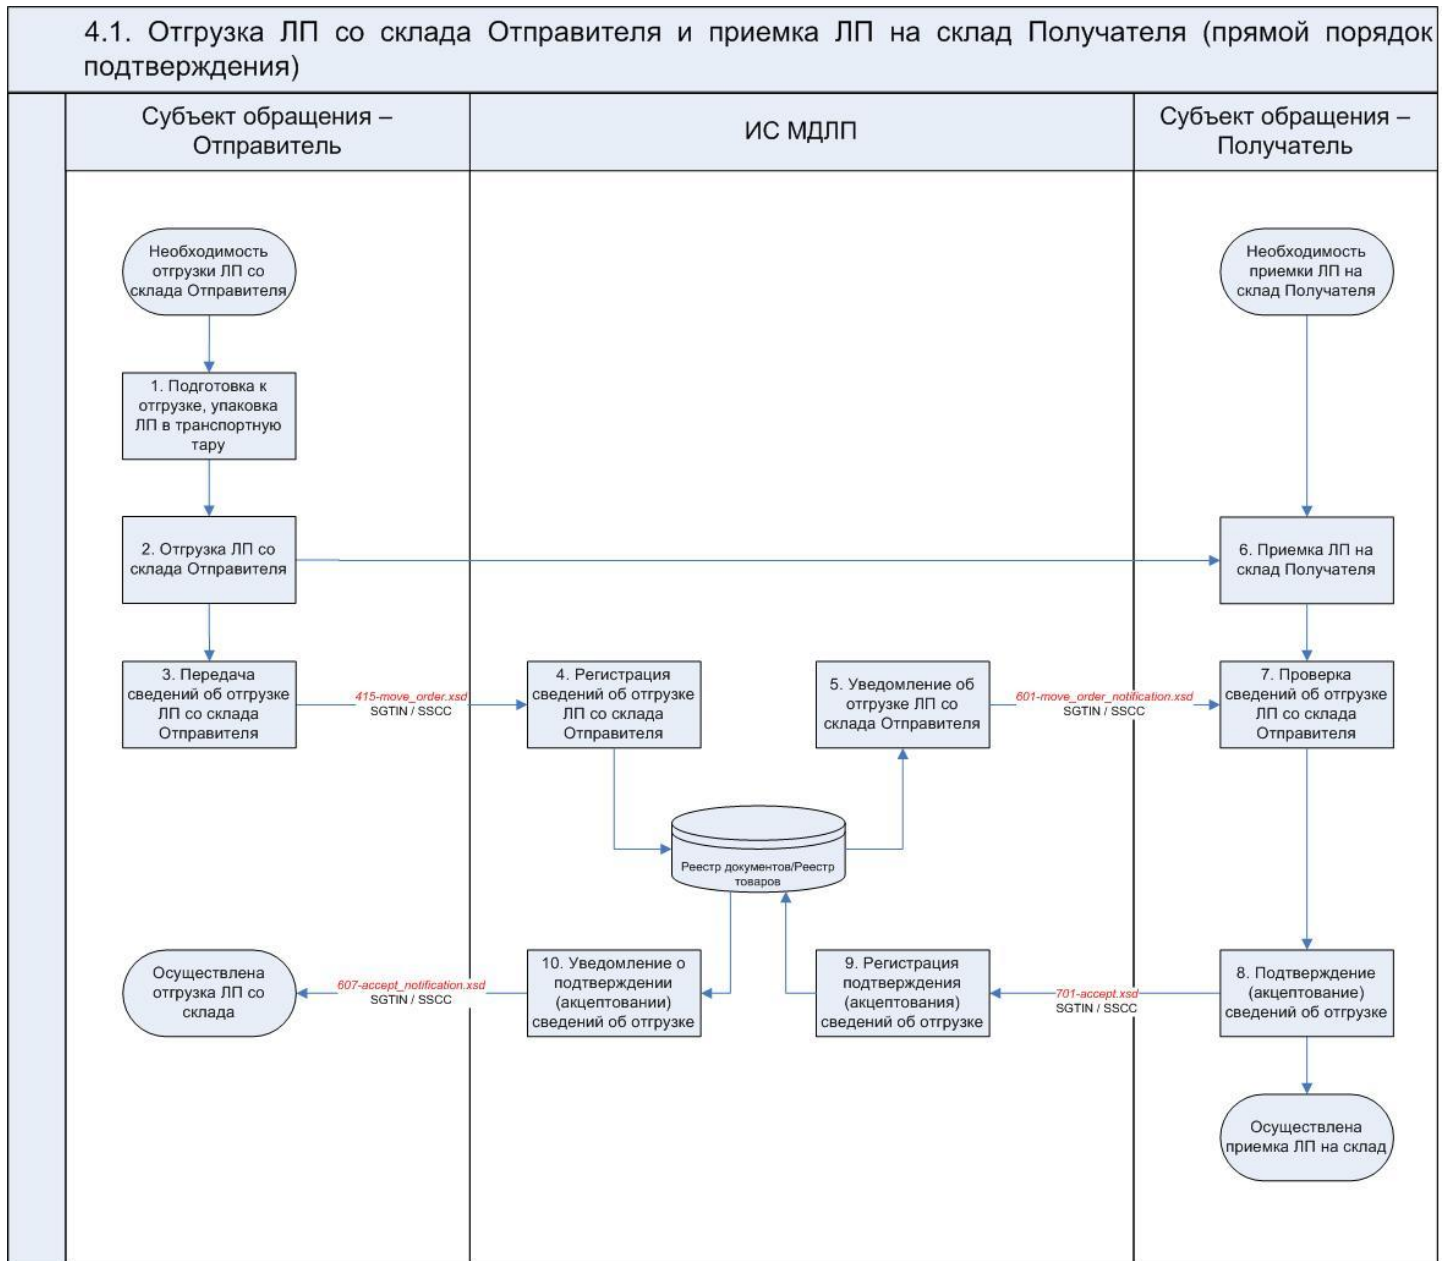 4.1. Отгрузка ЛП со склада Отправителя и приемка ЛП на склад Получателя (прямой порядок
подтверждения)
Субъект обращения –
Отправитель
ИС МДЛП
Субъект обращения –
Получатель
Необходимость
отгрузки ЛП со
склада Отправителя
Необходимость
приемки ЛП на
склад Получателя
1. Подготовка к
отгрузке, упаковка
ЛП в транспортную
тару
2. Отгрузка ЛП со
склада Отправителя
6. Приемка ЛП на
склад Получателя
3. Передача
сведений об отгрузке
ЛП со склада
Отправителя
415-move_order.xsd
SGTIN / SSCC
4. Регистрация
сведений об отгрузке
ЛП со склада
Отправителя
5. Уведомление об
отгрузке ЛП со
склада Отправителя
601-move_order_notification.xsd
SGTIN / SSCC
7. Проверка
сведений об отгрузке
ЛП со склада
Отправителя
Реестр документов/Реестр
товаров
Осуществлена
отгрузка ЛП со
склада
607-accept_notification.xsd
SGTIN / SSCC
10. Уведомление о
подтверждении
(акцептовании)
сведений об отгрузке
9. Регистрация
подтверждения
(акцептования)
сведений об отгрузке
701-accept.xsd
SGTIN / SSCC
8. Подтверждение
(акцептование)
сведений об отгрузке
Осуществлена
приемка ЛП на склад